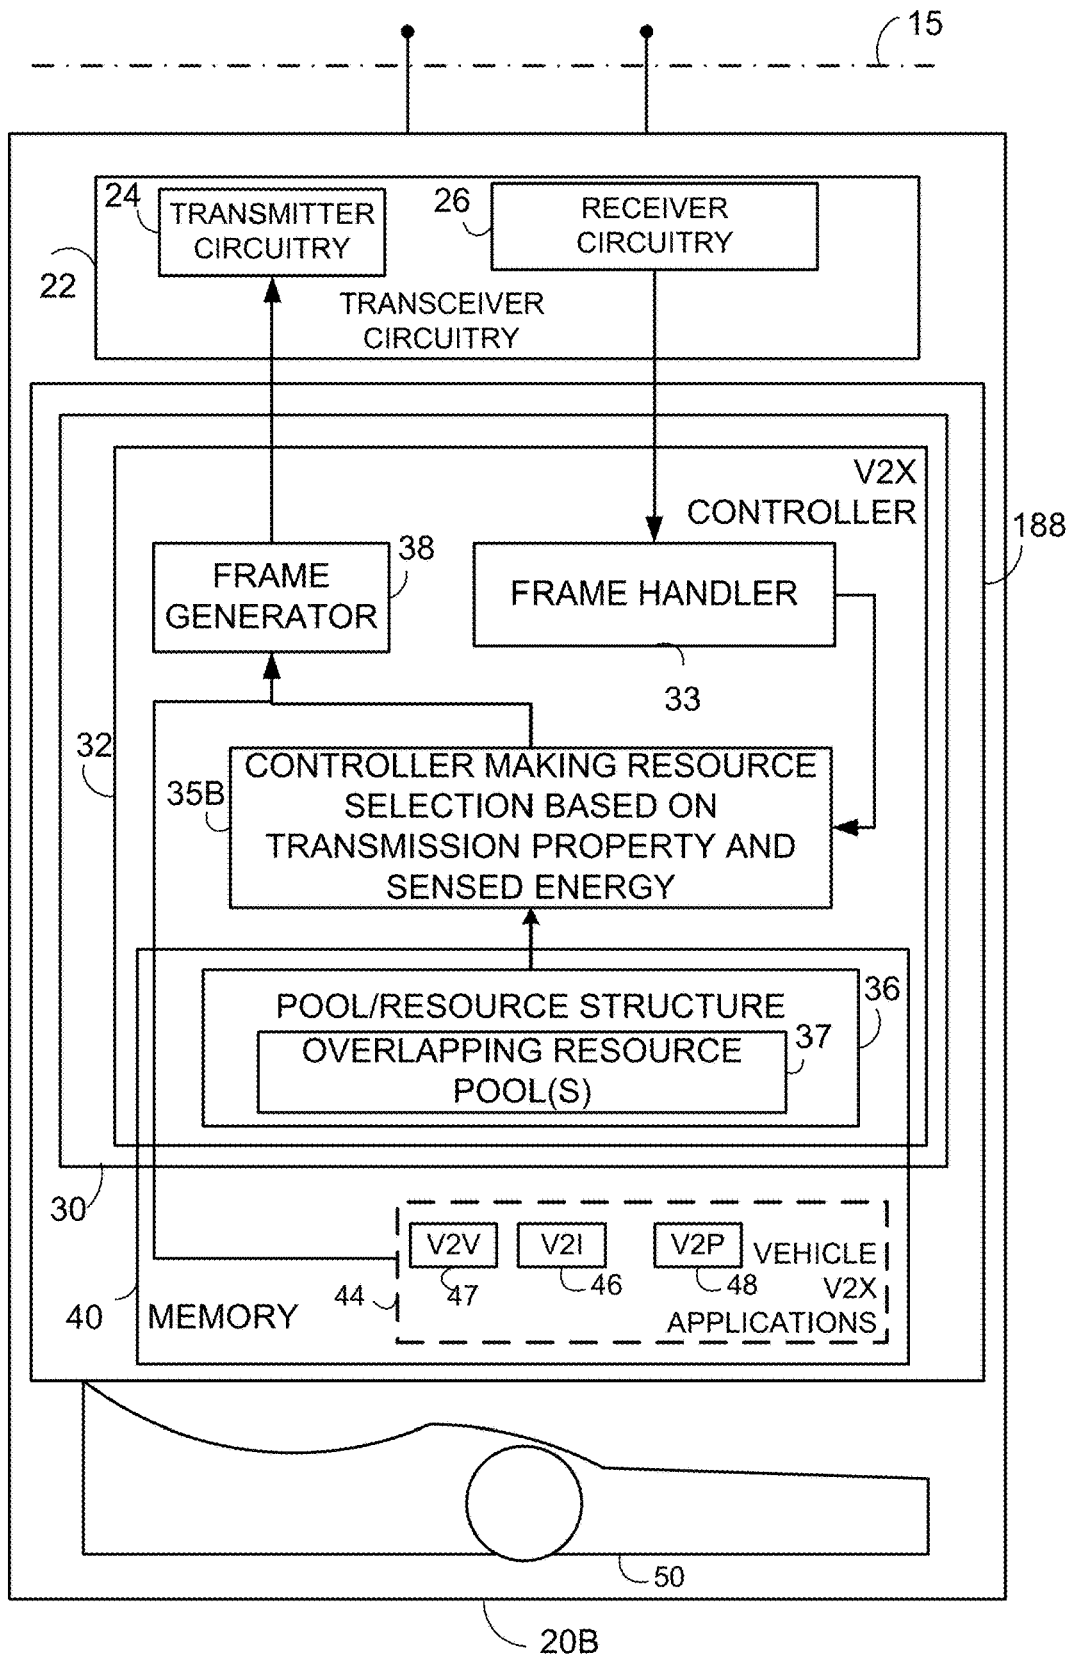 15
24
TRANSMITTER
CIRCUITRY
26
RECEIVER
CIRCUITRY
22
TRANSCEIVER
CIRCUITRY
V2X
CONTROLLER
188
38
FRAME
GENERATOR
FRAME HANDLER
33
32
35B
CONTROLLER MAKING RESOURCE
SELECTION BASED ON
TRANSMISSION PROPERTY AND
SENSED ENERGY
36
POOL/RESOURCE STRUCTURE
37
OVERLAPPING RESOURCE
POOL(S)
30
V2V
V2I
V2P
47
46
48
44
VEHICLE
V2X
APPLICATIONS
40
MEMORY
50
20B